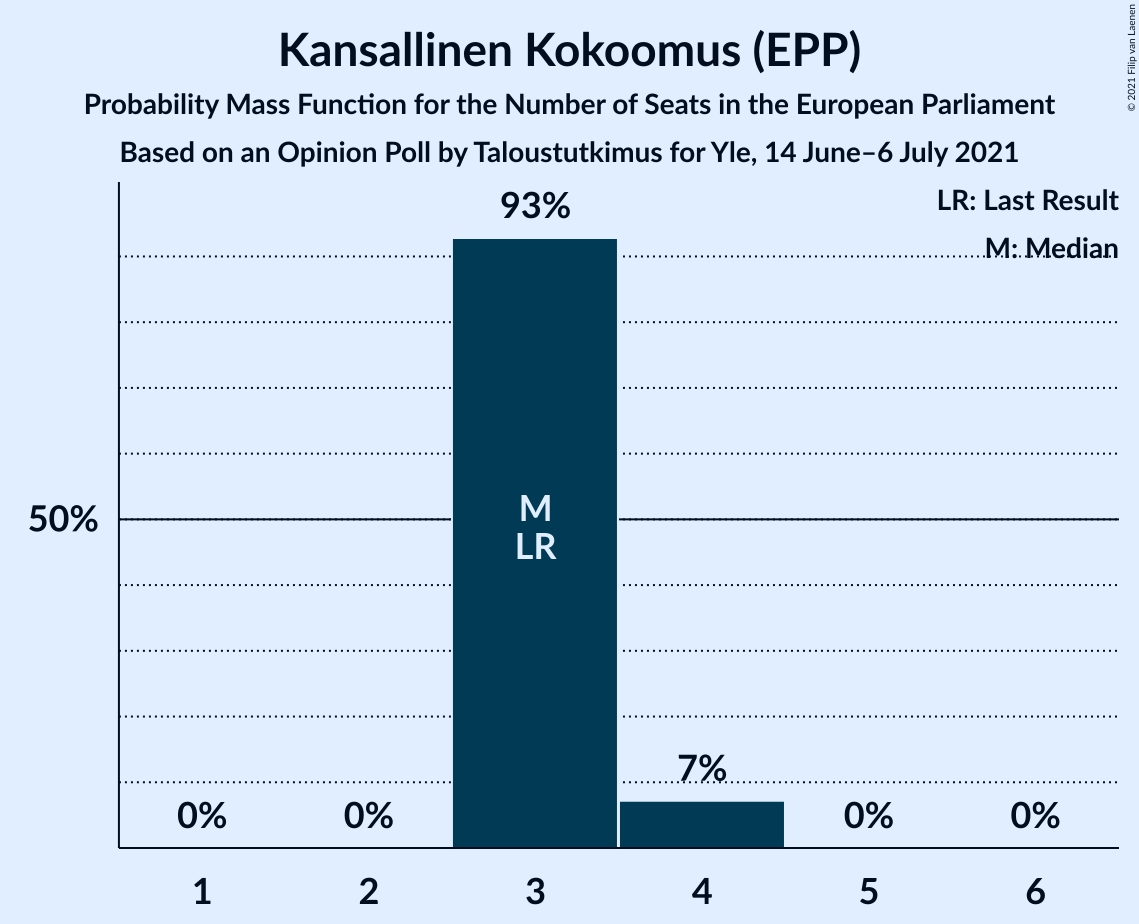 Kansallinen Kokoomus (EPP)
Probability Mass Function for the Number of Seats in the European Parliament
Based on an Opinion Poll by Taloustutkimus for Yle, 14 June–6 July 2021
© 2021 Filip van Laenen
LR: Last Result
M: Median
93%
50%
M
LR
7%
0% 0% 0% 0%
1 2 3 4 5 6